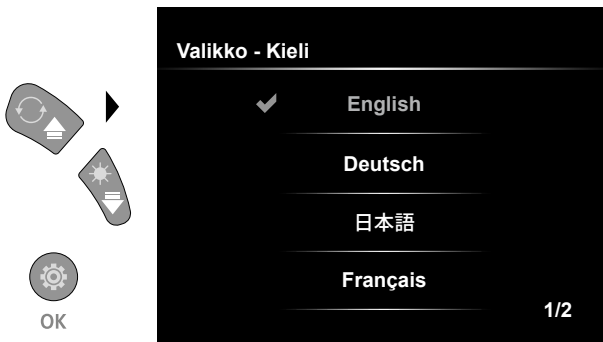 Valikko - Kieli
English
Deutsch
日本語
Français
1/2
OK